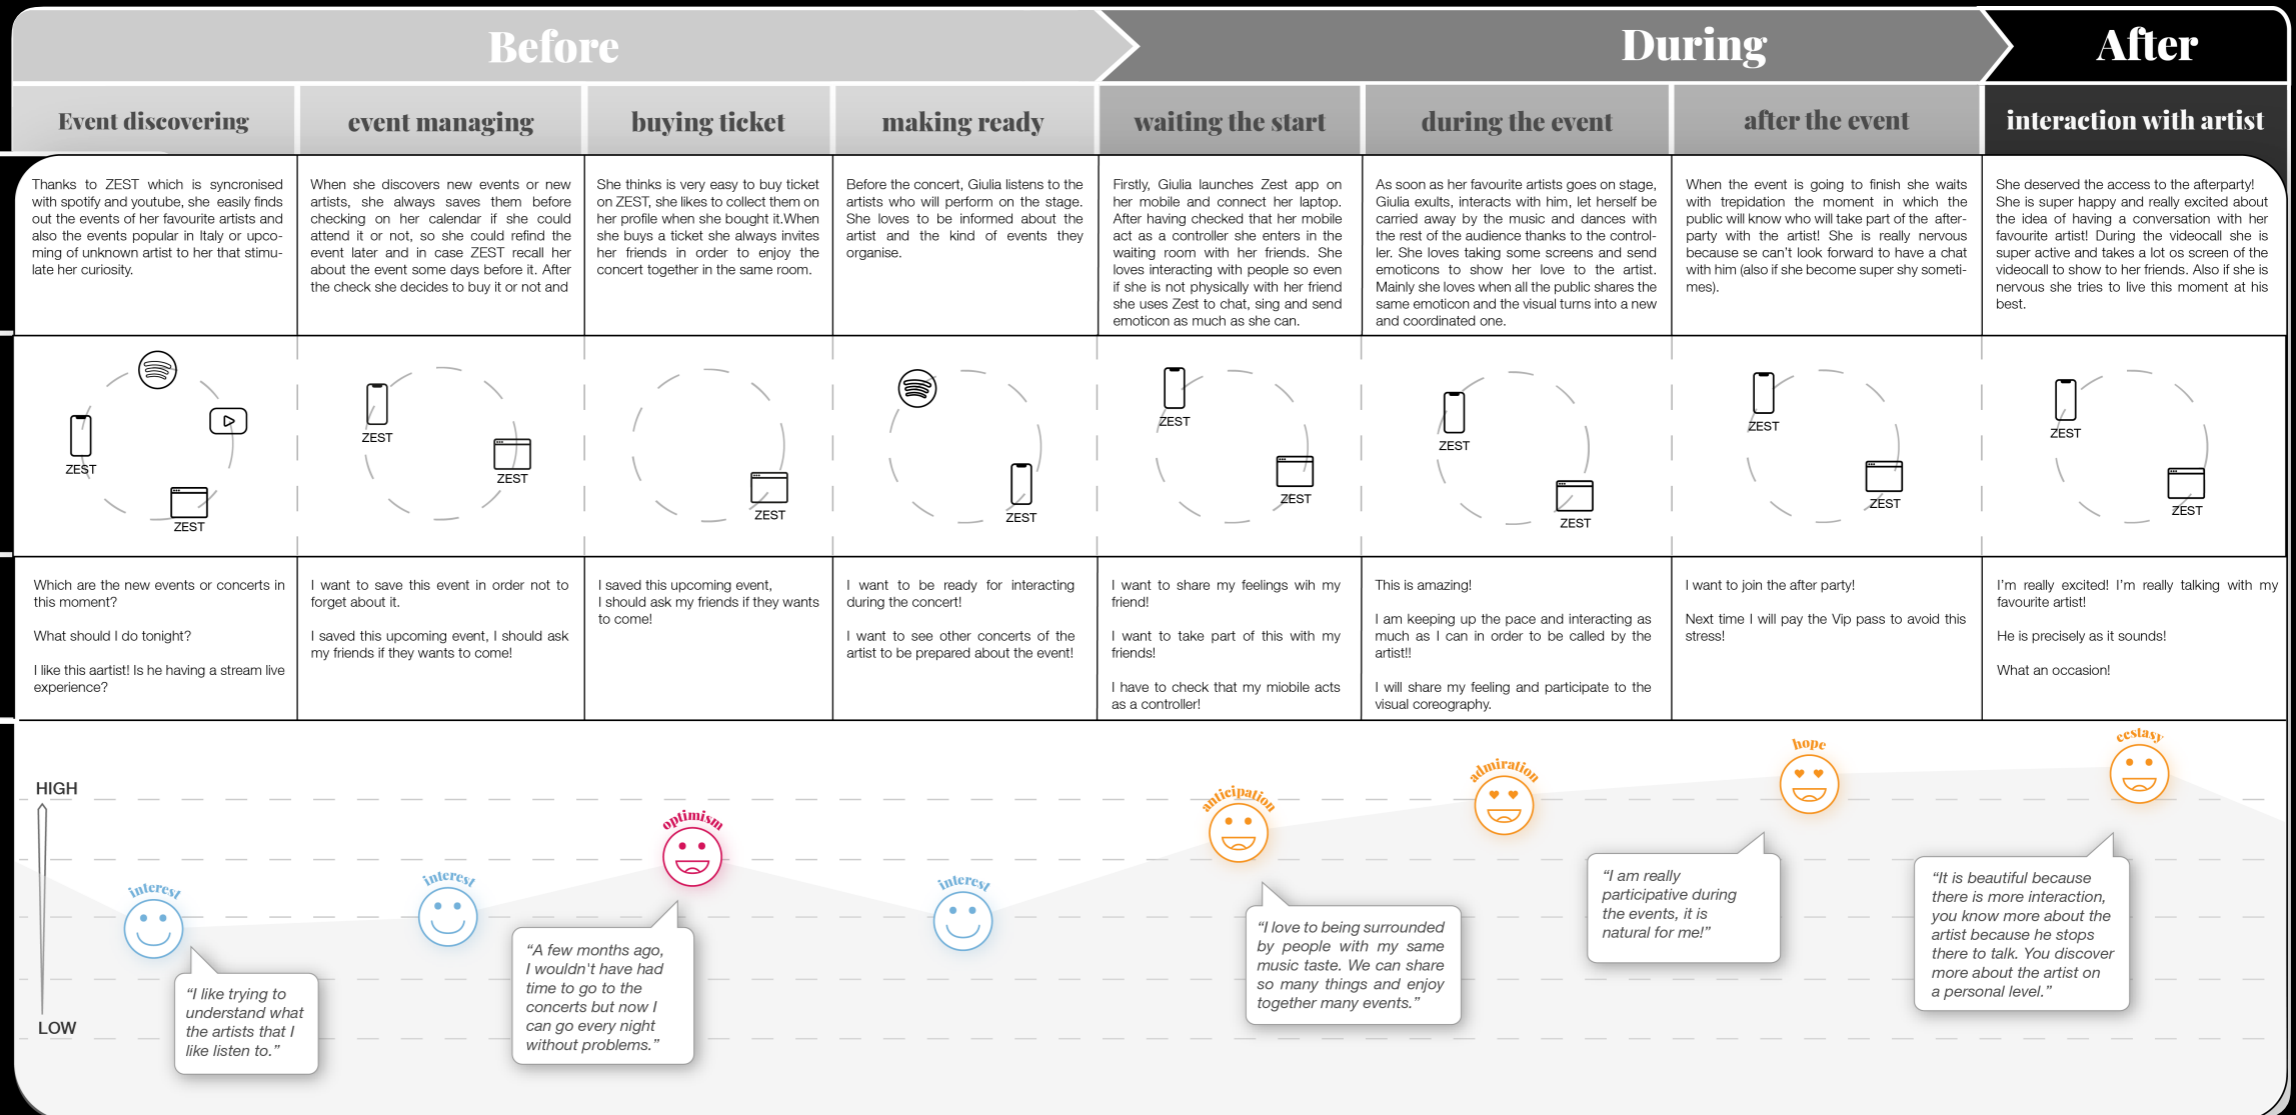 Before
During
After
Event discovering
event managing
buying ticket
making ready
waiting the start
during the event
after the event
interaction with artist
Thanks to ZEST which is syncronised
with spotify and youtube, she easily finds
out the events of her favourite artists and
also the events popular in Italy or upco-
ming of unknown artist to her that stimu-
late her curiosity.
When she discovers new events or new
artists, she always saves them before
checking on her calendar if she could
attend it or not, so she could refind the
event later and in case ZEST recall her
about the event some days before it. After
the check she decides to buy it or not and
She thinks is very easy to buy ticket
on ZEST, she likes to collect them on
her profile when she bought it.When
she buys a ticket she always invites
her friends in order to enjoy the
concert together in the same room.
Before the concert, Giulia listens to the
artists who will perform on the stage.
She loves to be informed about the
artist and the kind of events they
organise.
Firstly, Giulia launches Zest app on
her mobile and connect her laptop.
After having checked that her mobile
act as a controller she enters in the
waiting room with her friends. She
loves interacting with people so even
if she is not physically with her friend
she uses Zest to chat, sing and send
emoticon as much as she can.
As soon as her favourite artists goes on stage,
Giulia exults, interacts with him, let herself be
carried away by the music and dances with
the rest of the audience thanks to the control-
ler. She loves taking some screens and send
emoticons to show her love to the artist.
Mainly she loves when all the public shares the
same emoticon and the visual turns into a new
and coordinated one.
When the event is going to finish she waits
with trepidation the moment in which the
public will know who will take part of the after-
party with the artist! She is really nervous
because se can't look forward to have a chat
with him (also if she become super shy someti-
mes).
She deserved the access to the afterparty!
She is super happy and really excited about
the idea of having a conversation with her
favourite artist! During the videocall she is
super active and takes a lot os screen of the
videocall to show to her friends. Also if she is
nervous she tries to live this moment at his
best.
ZEST
ZEST
ZEST
ZEST
ZEST
ZEST
ZEST
ZEST
ZEST
ZEST
ZEST
ZEST
ZEST
ZEST
Which are the new events or concerts in
this moment?
What should I do tonight?
I like this aartist! Is he having a stream live
experience?
I want to save this event in order not to
forget about it.
I saved this upcoming event, I should ask
my friends if they wants to come!
I saved this upcoming event,
I should ask my friends if they wants
to come!
I want to be ready for interacting
during the concert!
I want to see other concerts of the
artist to be prepared about the event!
I want to share my feelings wih my
friend!
I want to take part of this with my
friends!
I have to check that my miobile acts
as a controller!
This is amazing!
I am keeping up the pace and interacting as
much as I can in order to be called by the
artist!!
I will share my feeling and participate to the
visual coreography.
I want to join the after party!
Next time I will pay the Vip pass to avoid this
stress!
I'm really excited! I'm really talking with my
favourite artist!
He is precisely as it sounds!
What an occasion!
HIGH
LOW
interest
interest
optimism
interest
anticipation
admiration
hope
ecstasy
“I like trying to
understand what
the artists that I
like listen to.”
“A few months ago,
I wouldn't have had
time to go to the
concerts but now I
can go every night
without problems.”
“I love to being surrounded
by people with my same
music taste. We can share
so many things and enjoy
together many events.”
“I am really
participative during
the events, it is
natural for me!”
“It is beautiful because
there is more interaction,
you know more about the
artist because he stops
there to talk. You discover
more about the artist on
a personal level.”